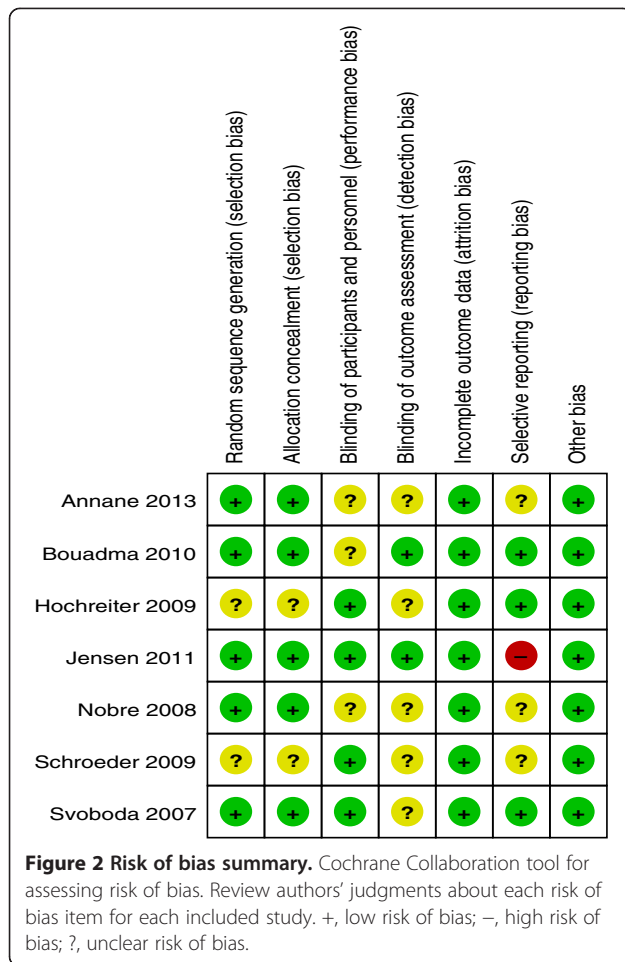 Random sequence generation (selection bias)
Allocation concealment (selection bias)
Blinding of participants and personnel (performance bias)
Blinding of outcome assessment (detection bias)
Incomplete outcome data (attrition bias)
Selective reporting (reporting bias)
Other bias
Annane 2013 + + ? ? + ? +
Bouadma 2010 + + ? + + + +
Hochreiter 2009 ? ? + ? + + +
Jensen 2011 + + + + + − +
Nobre 2008 + + ? ? + ? +
Schroeder 2009 ? ? + ? + ? +
Svoboda 2007 + + + ? + + +
Figure 2 Risk of bias summary. Cochrane Collaboration tool for
assessing risk of bias. Review authors’ judgments about each risk of
bias item for each included study. +, low risk of bias; −, high risk of
bias; ?, unclear risk of bias.